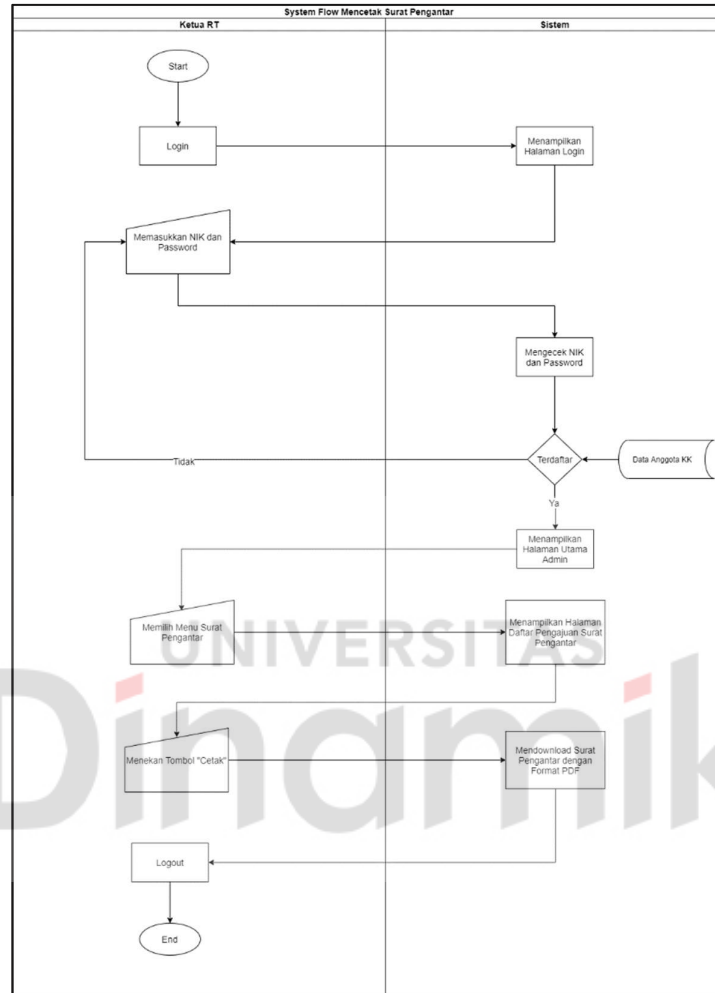 System Flow Mencetak Surat Pengantar
Ketua RT
Sistem
Start
Login
Menampilkan
Halaman Login
Memasukkan NIK dan
Password
Mengecek NIK
dan Password
Terdaftar
Data Anggota KK
Tidak
Ya
Menampilkan
Halaman Utama
Admin
Memilih Menu Surat
Pengantar
Menampilkan Halaman
Daftar Pengajuan Surat
Pengantar
UNIVERSITAS
Dinamik
Menekan Tombol "Cetak"
Mendownload Surat
Pengantar dengan
Format PDF
Logout
End